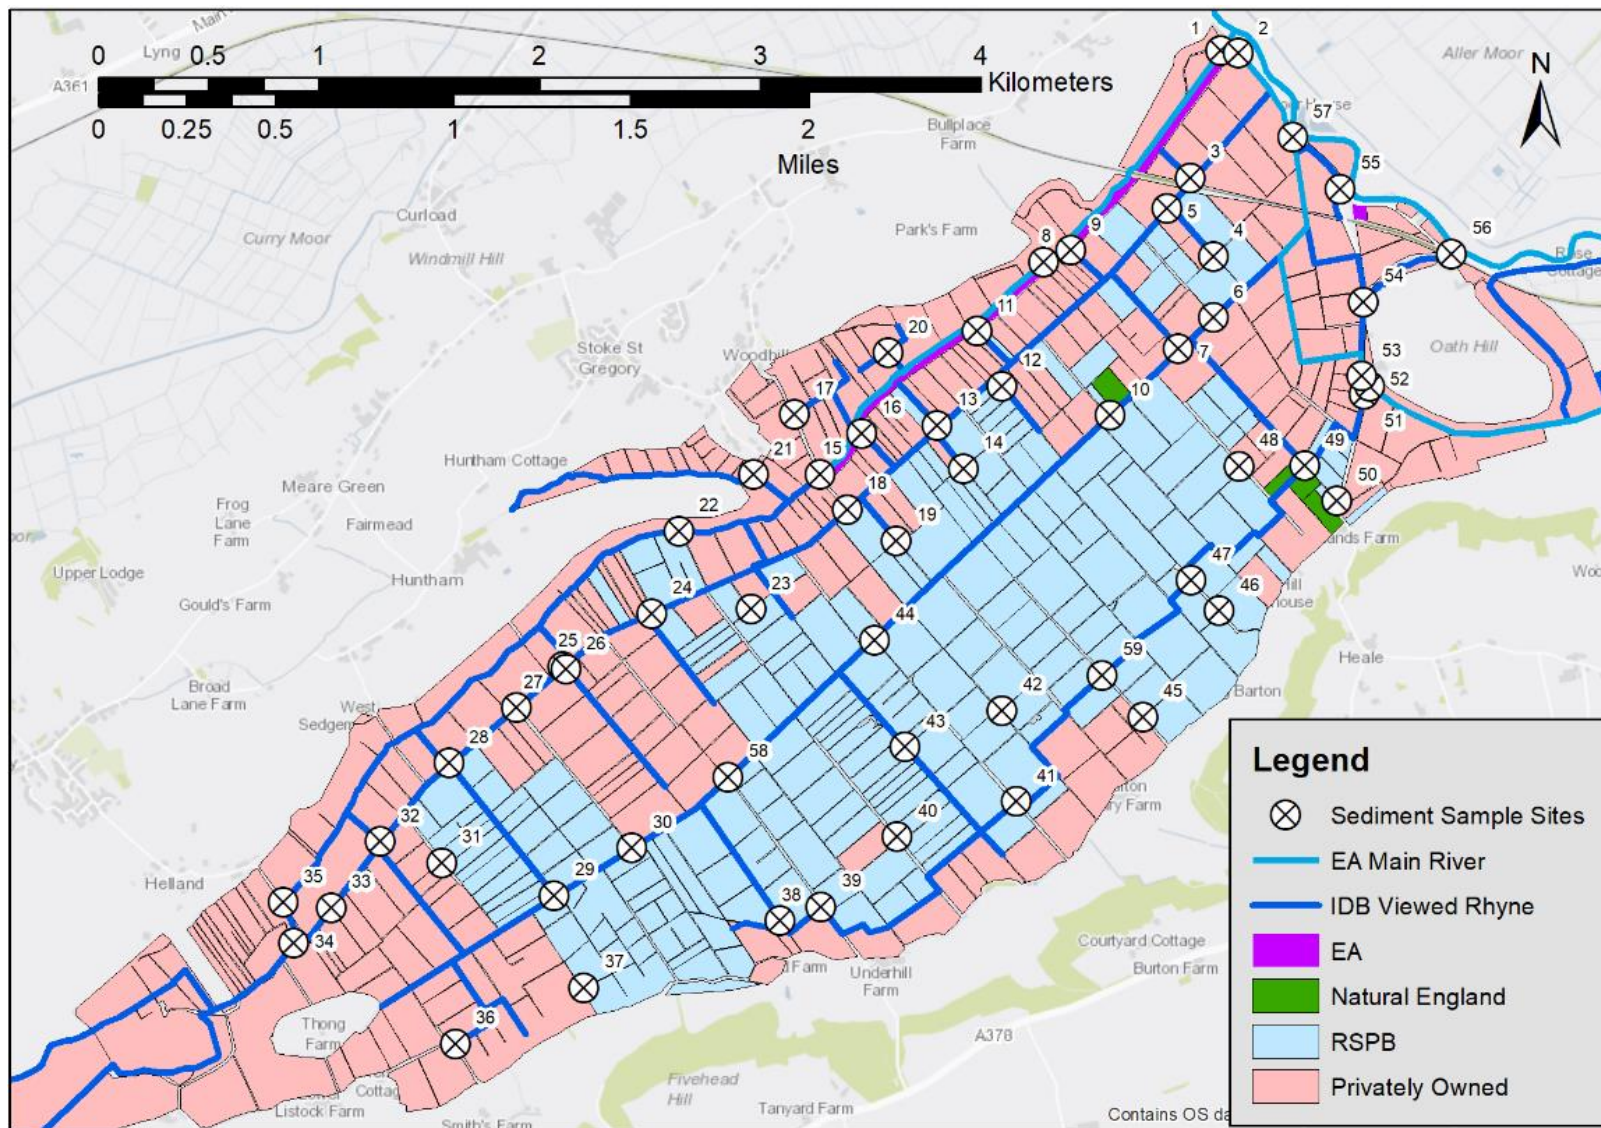 Lyng
Main
A361
0 0.5 1 2 3 4
Kilometers
0 0.25 0.5 1 1.5 2
Miles
Aller Moor
N
Bullplace
Farm
Curload
Curry Moor
Windmill Hill
Park's Farm
Stoke St
Gregory
Oath Hill
Huntham Cottage
Meare Green
Frog
Lane
Farm
Fairmead
Upper Lodge
Huntham
Gould's Farm
Broad
Lane Farm
West
Heale
Barton
Helland
Underhill
Farm
Courtyard Cottage
Burton Farm
A378
Thong
Farm
Listock Farm
Fivehead
Hill
Tanyard Farm
Smith's Farm
Contains OS da
1
2
3
4
5
6
7
8
9
10
11
12
13
14
15
16
17
18
19
20
21
22
23
24
25
26
27
28
29
30
31
32
33
34
35
36
37
38
39
40
41
42
43
44
45
46
47
48
49
50
51
52
53
54
55
56
57
58
59
Legend
Sediment Sample Sites
EA Main River
IDB Viewed Rhyne
EA
Natural England
RSPB
Privately Owned